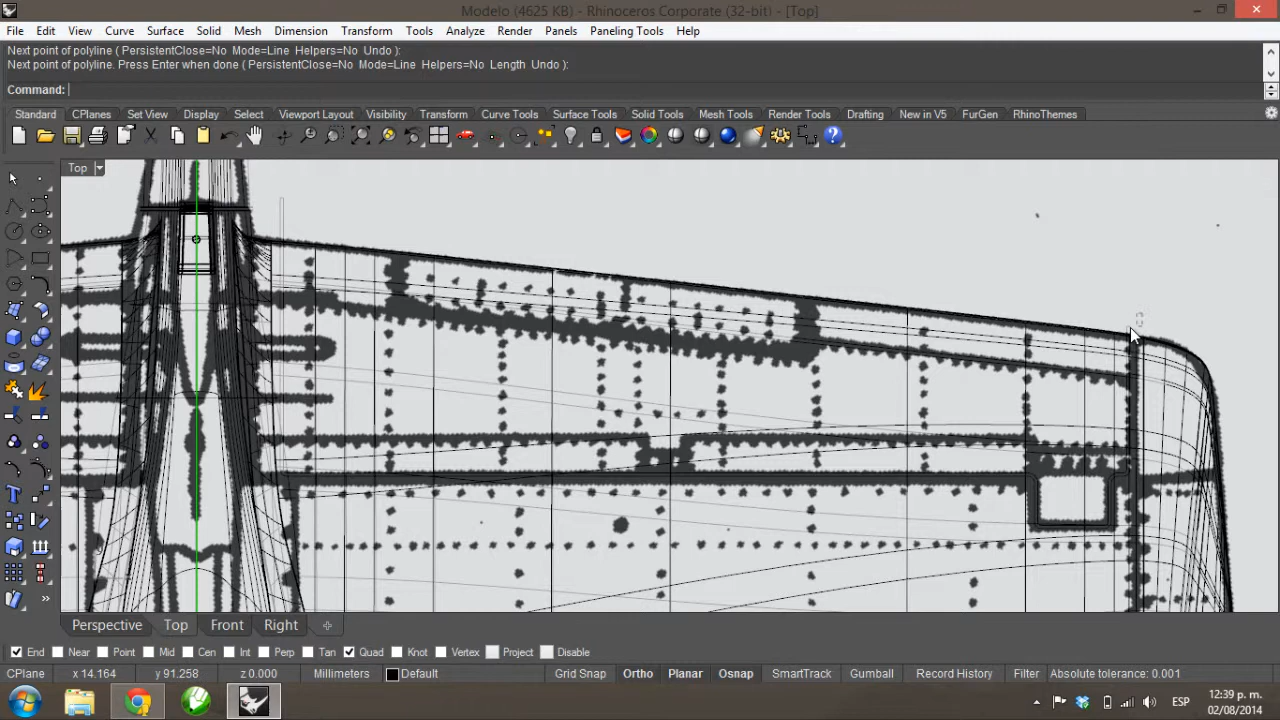 Modelo (4625 KB) - Rhinoceros Corporate (32-bit) - [Top]
File Edit View Curve Surface Solid Mesh Dimension Transform Tools Analyze Render Panels Paneling Tools Help
Next point of polyline ( PersistentClose=No Mode=Line Helpers=No Undo ):
Next point of polyline. Press Enter when done ( PersistentClose=No Mode=Line Helpers=No Length Undo ):
Command:
Standard CPlanes Set View Display Select Viewport Layout Visibility Transform Curve Tools Surface Tools Solid Tools Mesh Tools Render Tools Drafting New in V5 FurGen RhinoThemes
Top
Perspective Top Front Right
End Near Point Mid Cen Int Perp Tan Quad Knot Vertex Project Disable
CPlane x 14.164 y 91.258 z 0.000 Millimeters Default Grid Snap Ortho Planar Osnap SmartTrack Gumball Record History Filter Absolute tolerance: 0.001
ESP
12:39 p. m.
02/08/2014